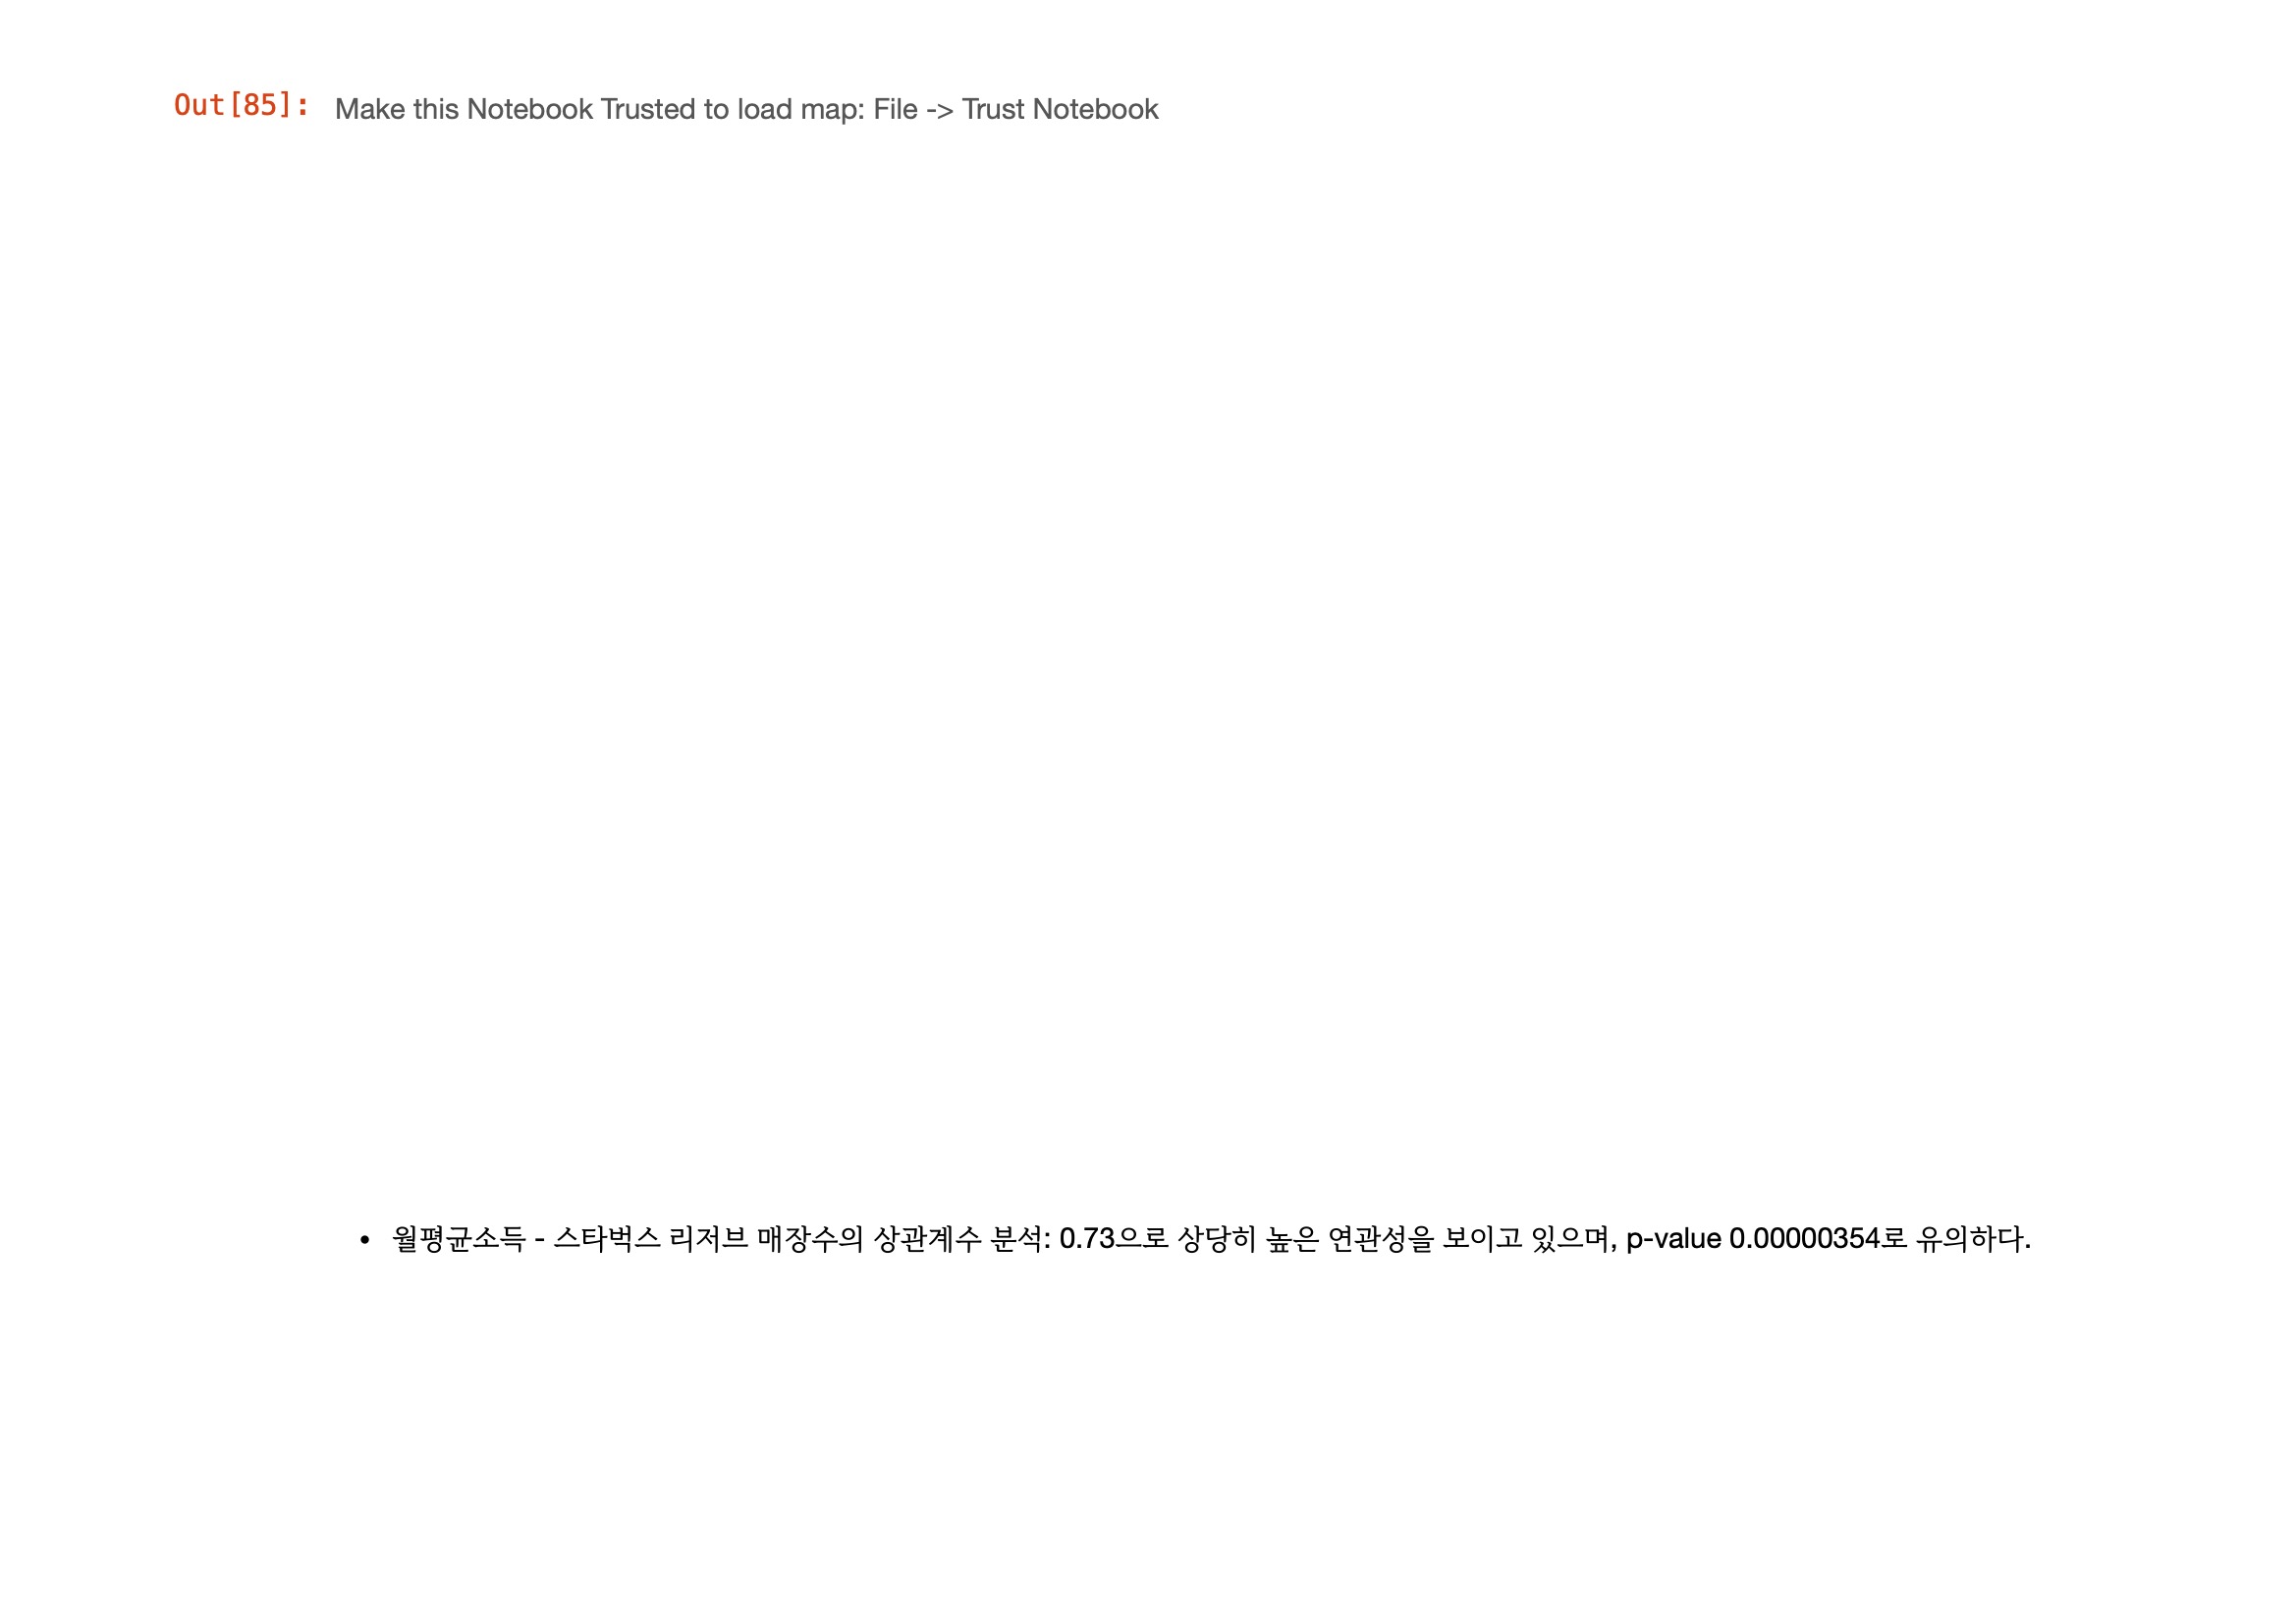 Out[85]: Make this Notebook Trusted to load map: File -> Trust Notebook
• 월평균소득 - 스타벅스 리저브 매장수의 상관계수 분석: 0.73으로 상당히 높은 연관성을 보이고 있으며, p-value 0.00000354로 유의하다.